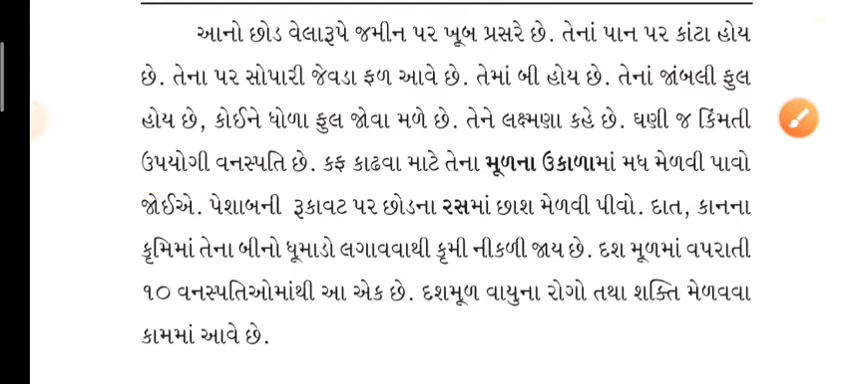 આનો છોડ વેલારૂપે જમીન પર ખૂબ પ્રસરે છે. તેનાં પાન પર કાંટા હોય
છે. તેના પર સોપારી જેવડા ફળ આવે છે. તેમાં બી હોય છે. તેનાં જાંબલી ફુલ
હોય છે, કોઈને ધોળા ફુલ જોવા મળે છે. તેને લક્ષ્મણા કહે છે. ઘણી જ કિંમતી
ઉપયોગી વનસ્પતિ છે. કફ કાઢવા માટે તેના મૂળના ઉકાળામાં મધ મેળવી પાવો
જોઈએ. પેશાબની રૂકાવટ પર છોડના રસમાં છાશ મેળવી પીવો. દાત, કાનના
કૃમિમાં તેના બીનો ધૂમાડો લગાવવાથી કૃમી નીકળી જાય છે. દશ મૂળમાં વપરાતી
૧૦ વનસ્પતિઓમાંથી આ એક છે. દશમૂળ વાયુના રોગો તથા શક્તિ મેળવવા
કામમાં આવે છે.